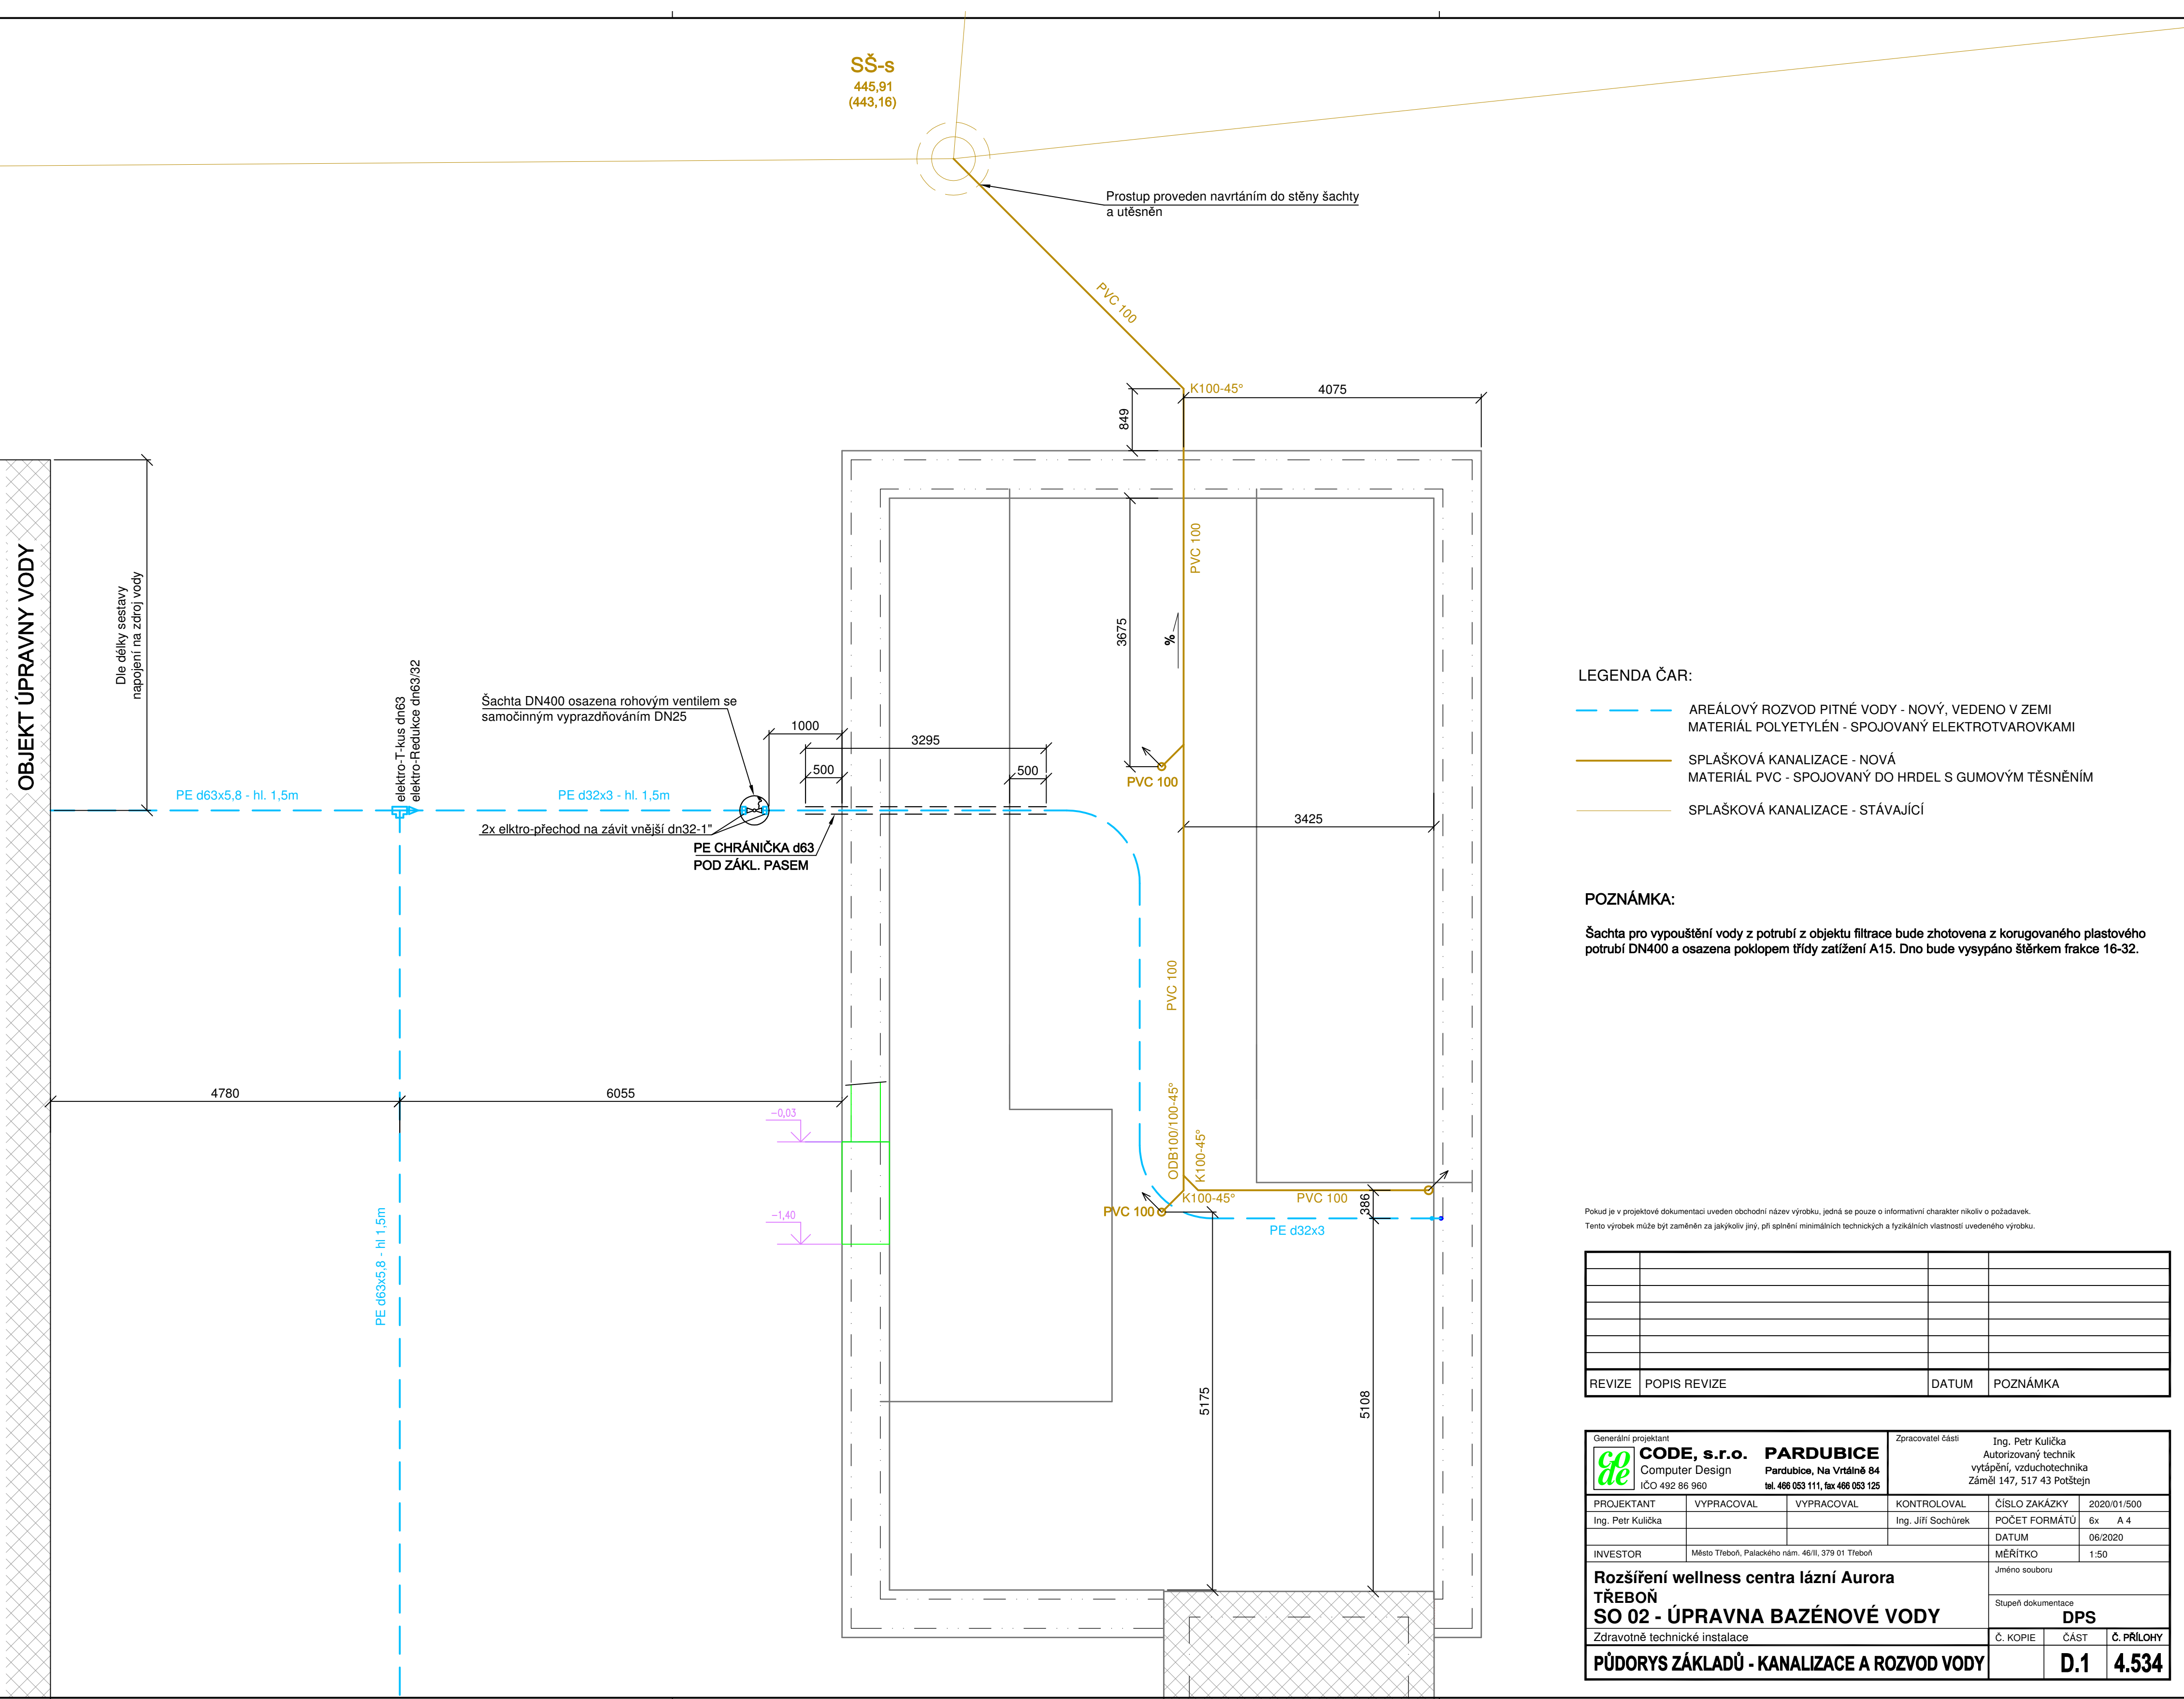 SŠ-s
445,91
(443,16)
Prostup proveden navrtáním do stěny šachty
a utěsněn
PVC 100
K100-45°
4075
849
OBJEKT ÚPRAVNY VODY
Dle délky sestavy
napojení na zdroj vody
elektro-T-kus dn63
elektro-Redukce dn63/32
Šachta DN400 osazena rohovým ventilem se
samočinným vyprazdňováním DN25
1000
3295
500
500
PE d63x5,8 - hl. 1,5m
PE d32x3 - hl. 1,5m
2x elktro-přechod na závit vnější dn32-1"
PE CHRÁNIČKA d63
POD ZÁKL. PASEM
PVC 100
3675
%
PVC 100
3425
PVC 100
4780
6055
-0,03
-1,40
ODB100/100-45°
K100-45°
K100-45°
PVC 100
PVC 100
386
PE d32x3
PE d63x5,8 - hl 1,5m
5175
5108
LEGENDA ČAR:
AREÁLOVÝ ROZVOD PITNÉ VODY - NOVÝ, VEDENO V ZEMI
MATERIÁL POLYETYLÉN - SPOJOVANÝ ELEKTROTVAROVKAMI
SPLAŠKOVÁ KANALIZACE - NOVÁ
MATERIÁL PVC - SPOJOVANÝ DO HRDEL S GUMOVÝM TĚSNĚNÍM
SPLAŠKOVÁ KANALIZACE - STÁVAJÍCÍ
POZNÁMKA:
Šachta pro vypouštění vody z potrubí z objektu filtrace bude zhotovena z korugovaného plastového
potrubí DN400 a osazena poklopem třídy zatížení A15. Dno bude vysypáno štěrkem frakce 16-32.
Pokud je v projektové dokumentaci uveden obchodní název výrobku, jedná se pouze o informativní charakter nikoliv o požadavek.
Tento výrobek může být zaměněn za jakýkoliv jiný, při splnění minimálních technických a fyzikálních vlastností uvedeného výrobku.
REVIZE POPIS REVIZE DATUM POZNÁMKA
Generální projektant
code
CODE, s.r.o. PARDUBICE
Computer Design Pardubice, Na Vrtálně 84
IČO 492 86 960 tel. 466 053 111, fax 466 053 125
Zpracovatel části
Ing. Petr Kulička
Autorizovaný technik
vytápění, vzduchotechnika
Záměl 147, 517 43 Potštejn
PROJEKTANT VYPRACOVAL VYPRACOVAL KONTROLOVAL ČÍSLO ZAKÁZKY 2020/01/500
Ing. Petr Kulička Ing. Jiří Sochůrek POČET FORMÁTŮ 6x A 4
DATUM 06/2020
INVESTOR Město Třeboň, Palackého nám. 46/II, 379 01 Třeboň MĚŘÍTKO 1:50
Rozšíření wellness centra lázní Aurora
TŘEBOŇ
SO 02 - ÚPRAVNA BAZÉNOVÉ VODY
Jméno souboru
Stupeň dokumentace
DPS
Zdravotně technické instalace Č. KOPIE ČÁST Č. PŘÍLOHY
PŮDORYS ZÁKLADŮ - KANALIZACE A ROZVOD VODY D.1 4.534